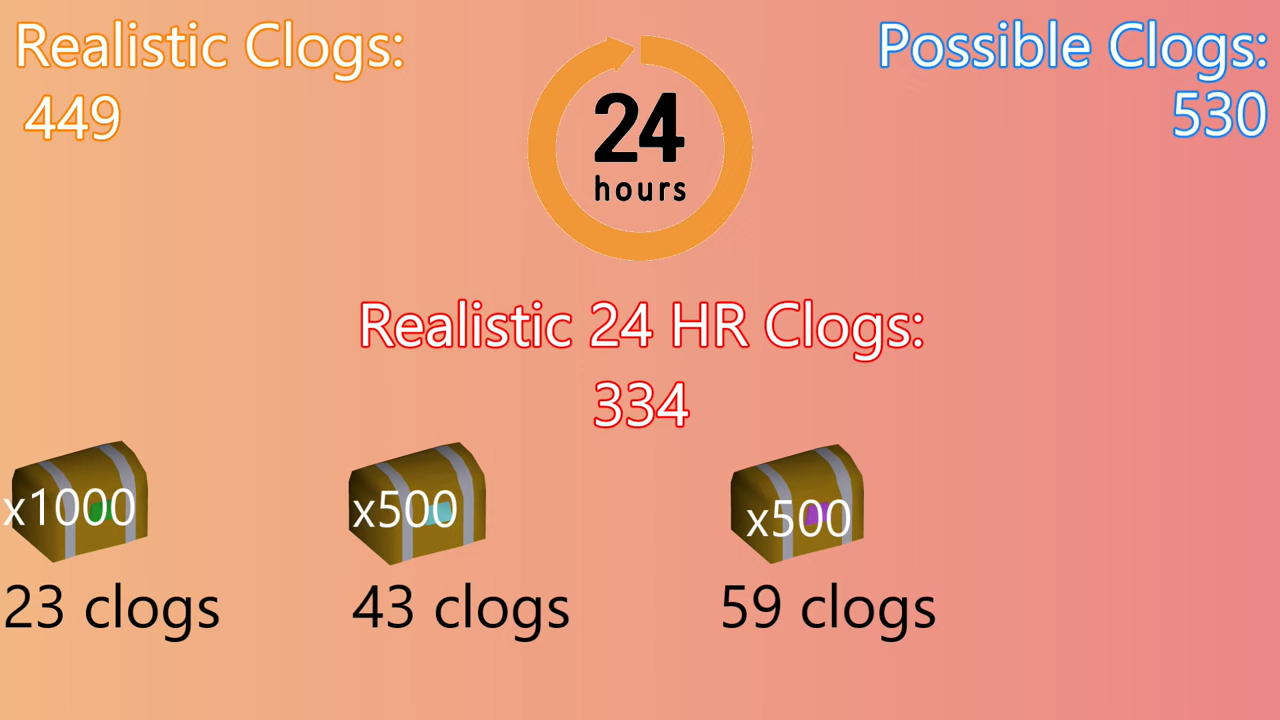 Realistic Clogs:
449
24
hours
Possible Clogs:
530
Realistic 24 HR Clogs:
334
x1000
x500
x500
23 clogs
43 clogs
59 clogs